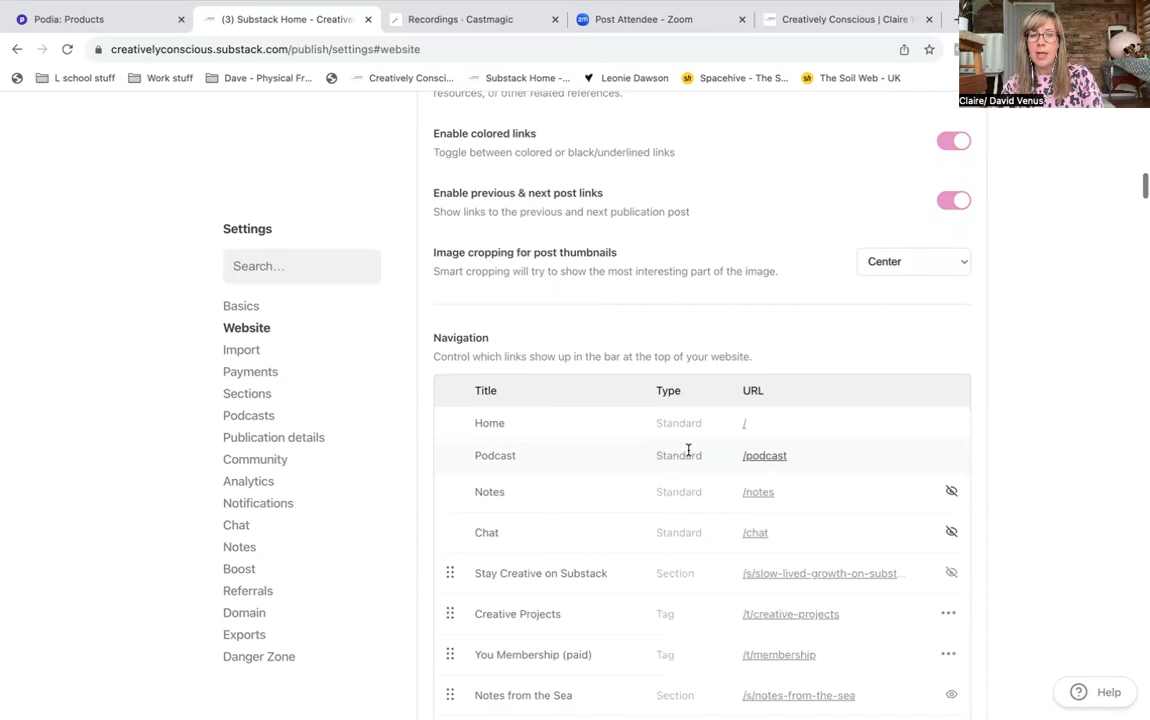 Podia: Products
(3) Substack Home - Creative
Recordings - Castmagic
Post Attendee - Zoom
Creatively Conscious | Claire
creativelyconscious.substack.com/publish/settings#website
L school stuff
Work stuff
Dave - Physical Fr...
Creatively Consci...
Substack Home -...
Leonie Dawson
Spacehive - The S...
The Soil Web - UK
Claire/ David Venus
resources, or other related references.
Enable colored links
Toggle between colored or black/underlined links
Enable previous & next post links
Show links to the previous and next publication post
Image cropping for post thumbnails
Smart cropping will try to show the most interesting part of the image.
Center
Settings
Search...
Basics
Website
Import
Payments
Sections
Podcasts
Publication details
Community
Analytics
Notifications
Chat
Notes
Boost
Referrals
Domain
Exports
Danger Zone
Navigation
Control which links show up in the bar at the top of your website.
Title Type URL
Home Standard /
Podcast Standard /podcast
Notes Standard /notes
Chat Standard /chat
Stay Creative on Substack Section /s/slow-lived-growth-on-subst...
Creative Projects Tag /t/creative-projects
You Membership (paid) Tag /t/membership
Notes from the Sea Section /s/notes-from-the-sea
Help